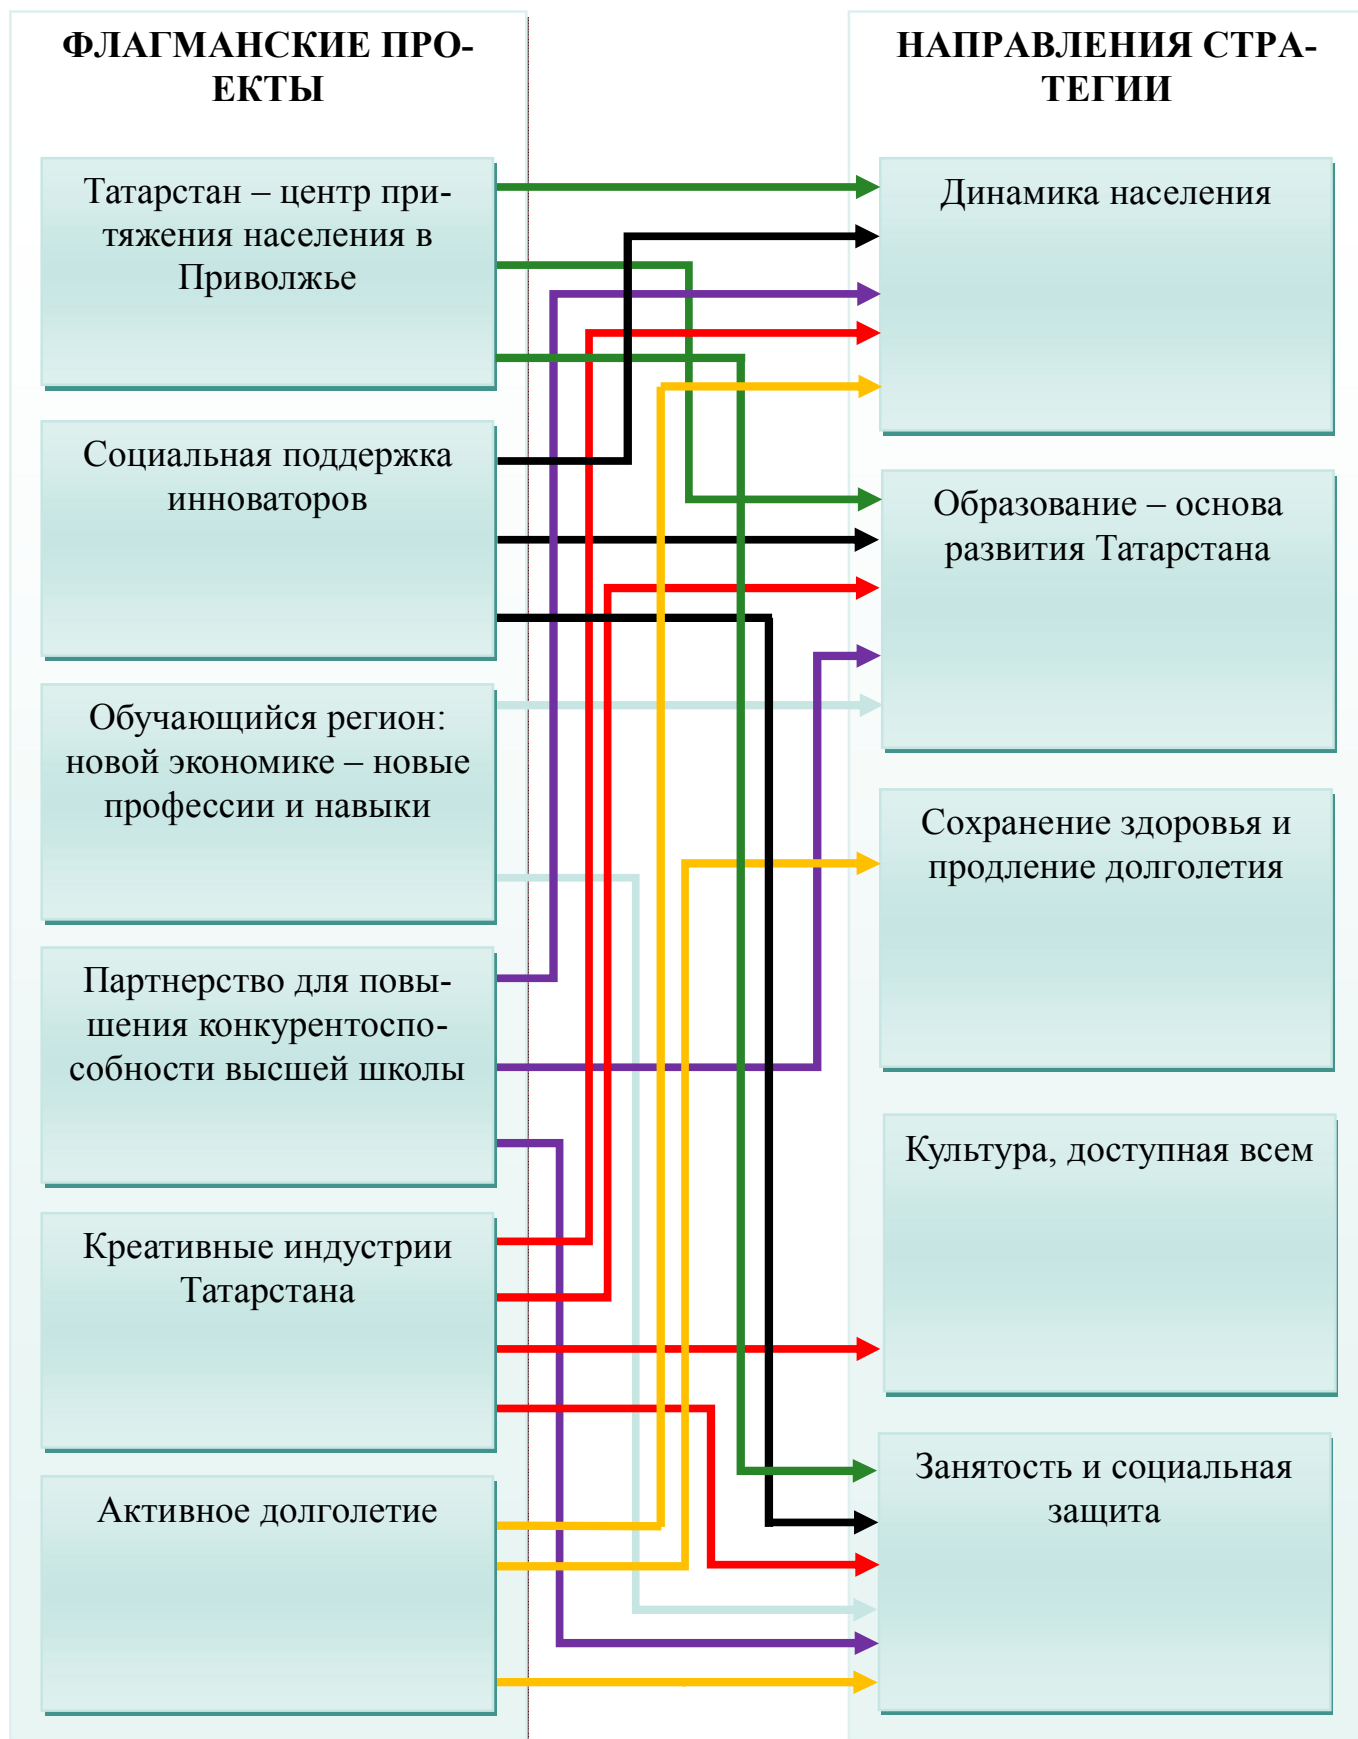 ФЛАГМАНСКИЕ ПРО-
ЕКТЫ
Татарстан – центр при-
тяжения населения в
Приволжье
Социальная поддержка
инноваторов
Обучающийся регион:
новой экономике – новые
профессии и навыки
Партнерство для повы-
шения конкурентоспо-
собности высшей школы
Креативные индустрии
Татарстана
Активное долголетие
НАПРАВЛЕНИЯ СТРА-
ТЕГИИ
Динамика населения
Образование – основа
развития Татарстана
Сохранение здоровья и
продление долголетия
Культура, доступная всем
Занятость и социальная
защита